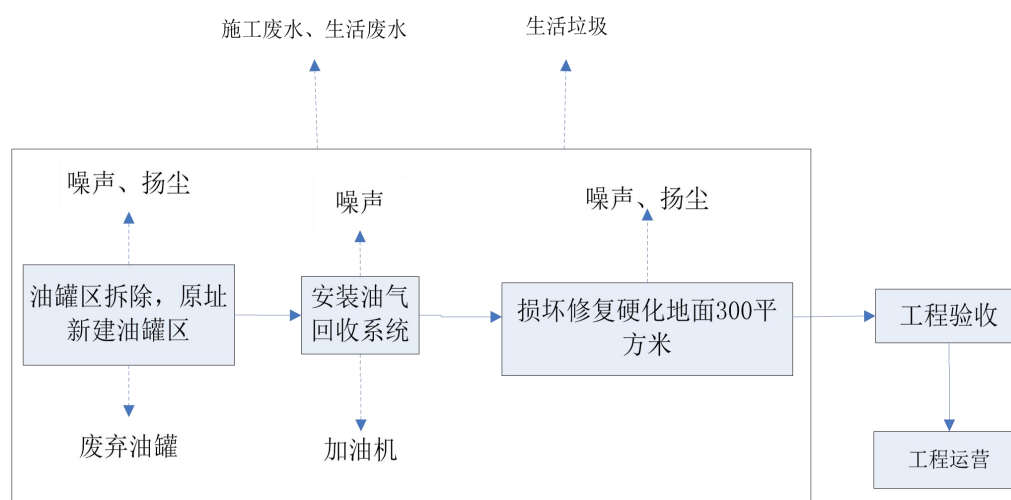 施工废水、生活废水
生活垃圾
噪声、扬尘
噪声
噪声、扬尘
油罐区拆除，原址
新建油罐区
安装油气
回收系统
损坏修复硬化地面300平
方米
工程验收
废弃油罐
加油机
工程运营